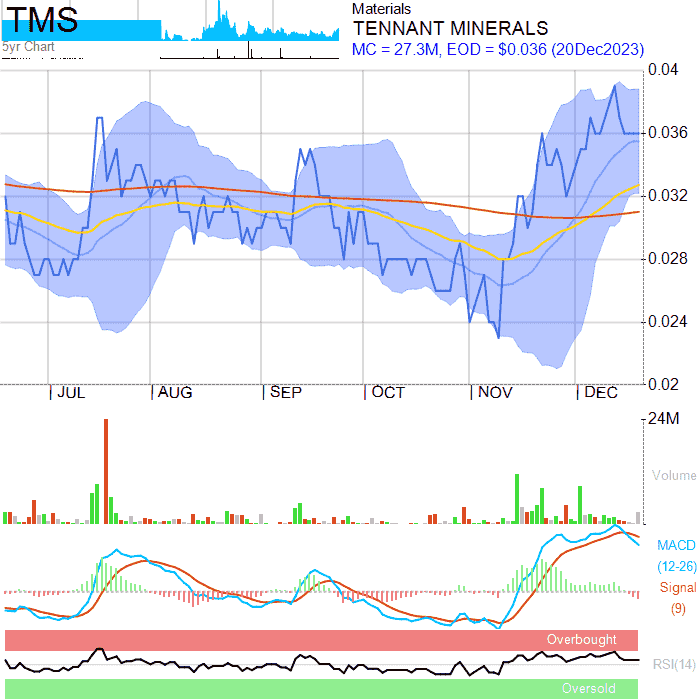 TMS
5yr Chart
Materials
TENNANT MINERALS
MC = 27.3M, EOD = $0.036 (20Dec2023)
0.04
0.036
0.032
0.028
0.024
0.02
JUL AUG SEP OCT NOV DEC
24M
Volume
MACD
(12-26)
Signal
(9)
Overbought
RSI(14)
Oversold